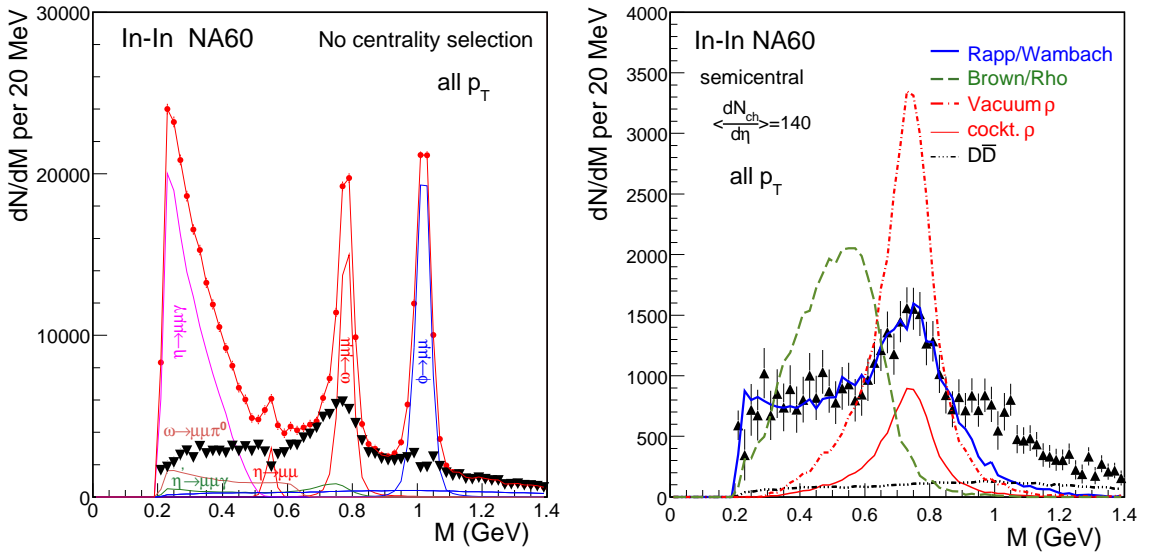 In-In NA60
No centrality selection
all pT
dN/dM per 20 MeV
30000
20000
10000
0
η→μμγ
ω→μμπ⁰
η'→μμγ
η→μμ
ω→μμ
φ→μμ
0 0.2 0.4 0.6 0.8 1 1.2 1.4
M (GeV)
In-In NA60
semicentral
<dNch/dη>=140
all pT
Rapp/Wambach
Brown/Rho
Vacuum ρ
cockt. ρ
DD̅
dN/dM per 20 MeV
4000
3500
3000
2500
2000
1500
1000
500
0
0 0.2 0.4 0.6 0.8 1 1.2 1.4
M (GeV)